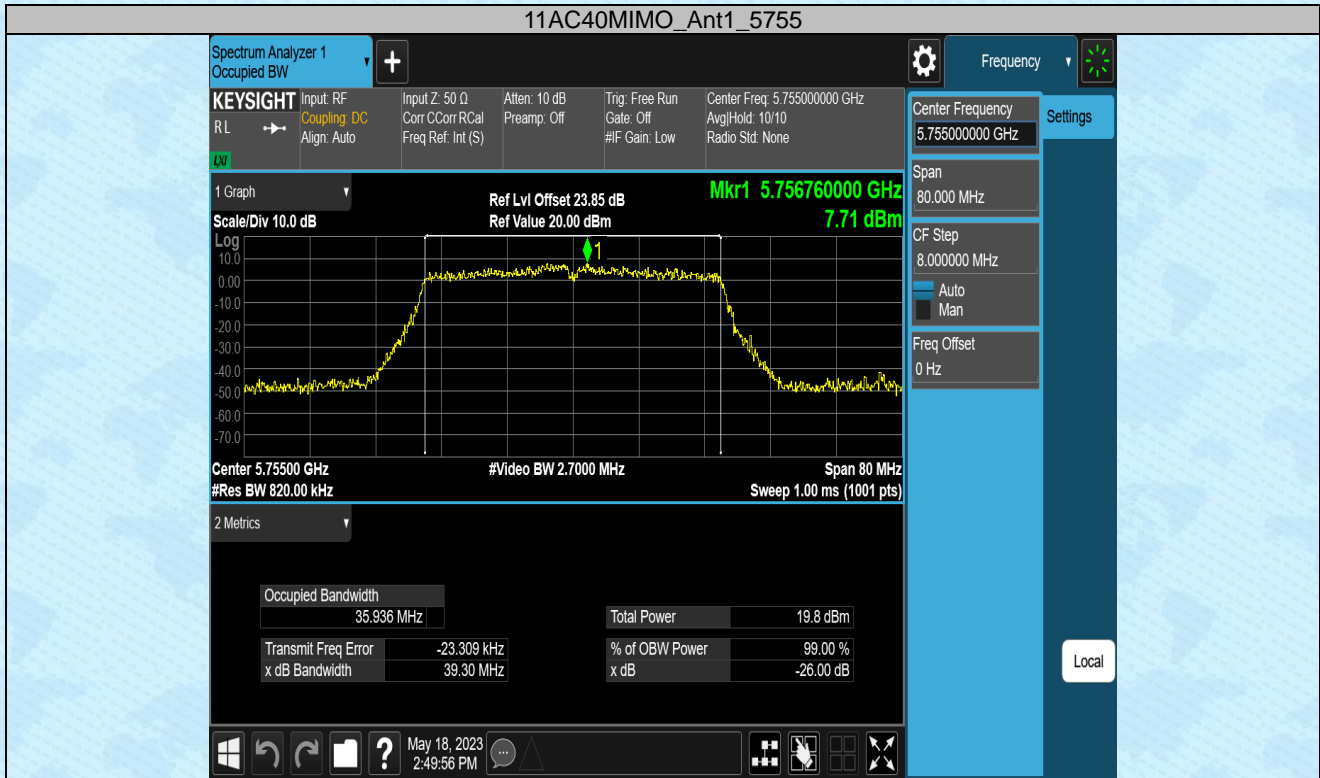 11AC40MIMO_Ant1_5755
Spectrum Analyzer 1
Occupied BW
+
Frequency
KEYSIGHT
RL
LXI
Input: RF
Coupling: DC
Align: Auto
Input Z: 50 Ω
Corr CCorr RCal
Freq Ref: Int (S)
Atten: 10 dB
Preamp: Off
Trig: Free Run
Gate: Off
#IF Gain: Low
Center Freq: 5.755000000 GHz
Avg|Hold: 10/10
Radio Std: None
Center Frequency
5.755000000 GHz
Settings
Span
80.000 MHz
CF Step
8.000000 MHz
Auto
Man
Freq Offset
0 Hz
Local
1 Graph
Scale/Div 10.0 dB
Ref Lvl Offset 23.85 dB
Ref Value 20.00 dBm
Mkr1 5.756760000 GHz
7.71 dBm
Log
10.0
0.00
-10.0
-20.0
-30.0
-40.0
-50.0
-60.0
-70.0
1
Center 5.75500 GHz
#Video BW 2.7000 MHz
Span 80 MHz
#Res BW 820.00 kHz
Sweep 1.00 ms (1001 pts)
2 Metrics
Occupied Bandwidth
35.936 MHz
Total Power 19.8 dBm
Transmit Freq Error -23.309 kHz
% of OBW Power 99.00 %
x dB Bandwidth 39.30 MHz
x dB -26.00 dB
?
May 18, 2023
2:49:56 PM